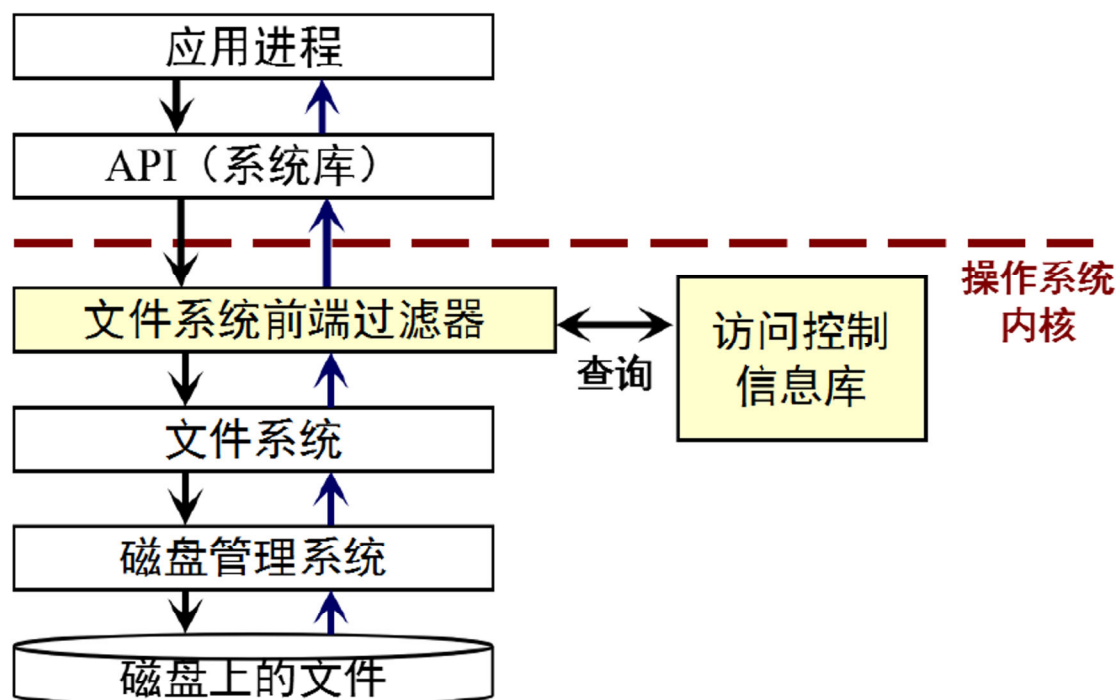 应用进程
API（系统库）
操作系统
内核
文件系统前端过滤器
查询
访问控制
信息库
文件系统
磁盘管理系统
磁盘上的文件